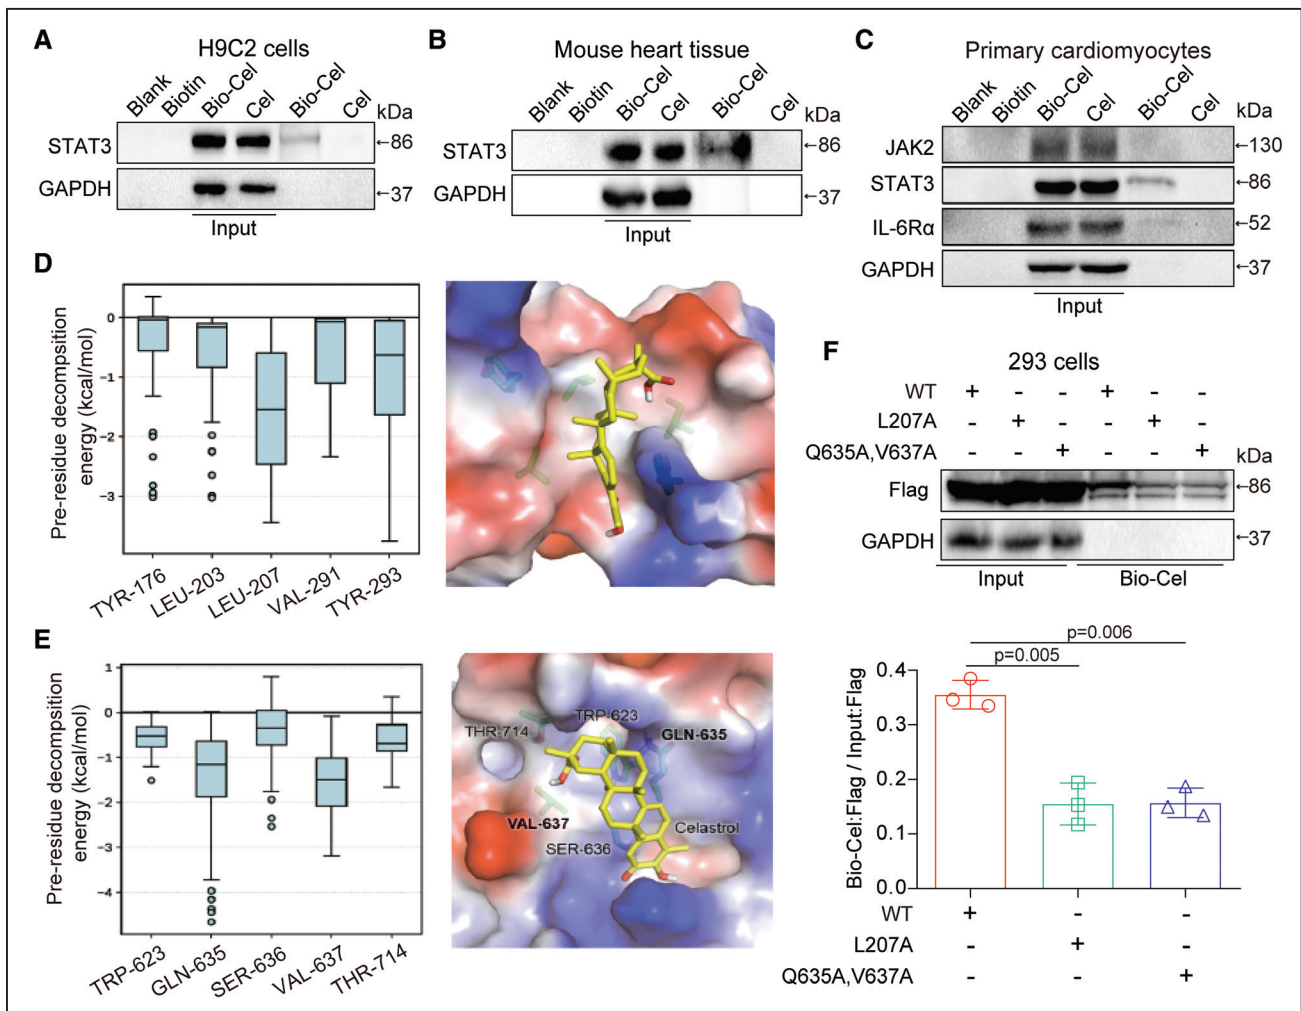 A
H9C2 cells
Blank Biotin Bio-Cel Cel Bio-Cel Cel
kDa
STAT3 ←86
GAPDH ←37
Input
B
Mouse heart tissue
Blank Biotin Bio-Cel Cel Bio-Cel Cel
kDa
STAT3 ←86
GAPDH ←37
Input
C
Primary cardiomyocytes
Blank Biotin Bio-Cel Cel Bio-Cel Cel
kDa
JAK2 ←130
STAT3 ←86
IL-6Rα ←52
GAPDH ←37
Input
D
Pre-residue decompsition
energy (kcal/mol)
0
-1
-2
-3
TYR-176 LEU-203 LEU-207 VAL-291 TYR-293
E
Pre-residue decompsition
energy (kcal/mol)
1
0
-1
-2
-3
-4
TRP-623 GLN-635 SER-636 VAL-637 THR-714
TRP-623
THR-714
GLN-635
VAL-637
Celastrol
SER-636
F
293 cells
WT + - - + - -
L207A - + - - + -
Q635A,V637A - - + - - +
kDa
Flag ←86
GAPDH ←37
Input Bio-Cel
p=0.006
p=0.005
Bio-Cel:Flag / Input:Flag
0.4
0.3
0.2
0.1
0.0
WT + - -
L207A - + -
Q635A,V637A - - +